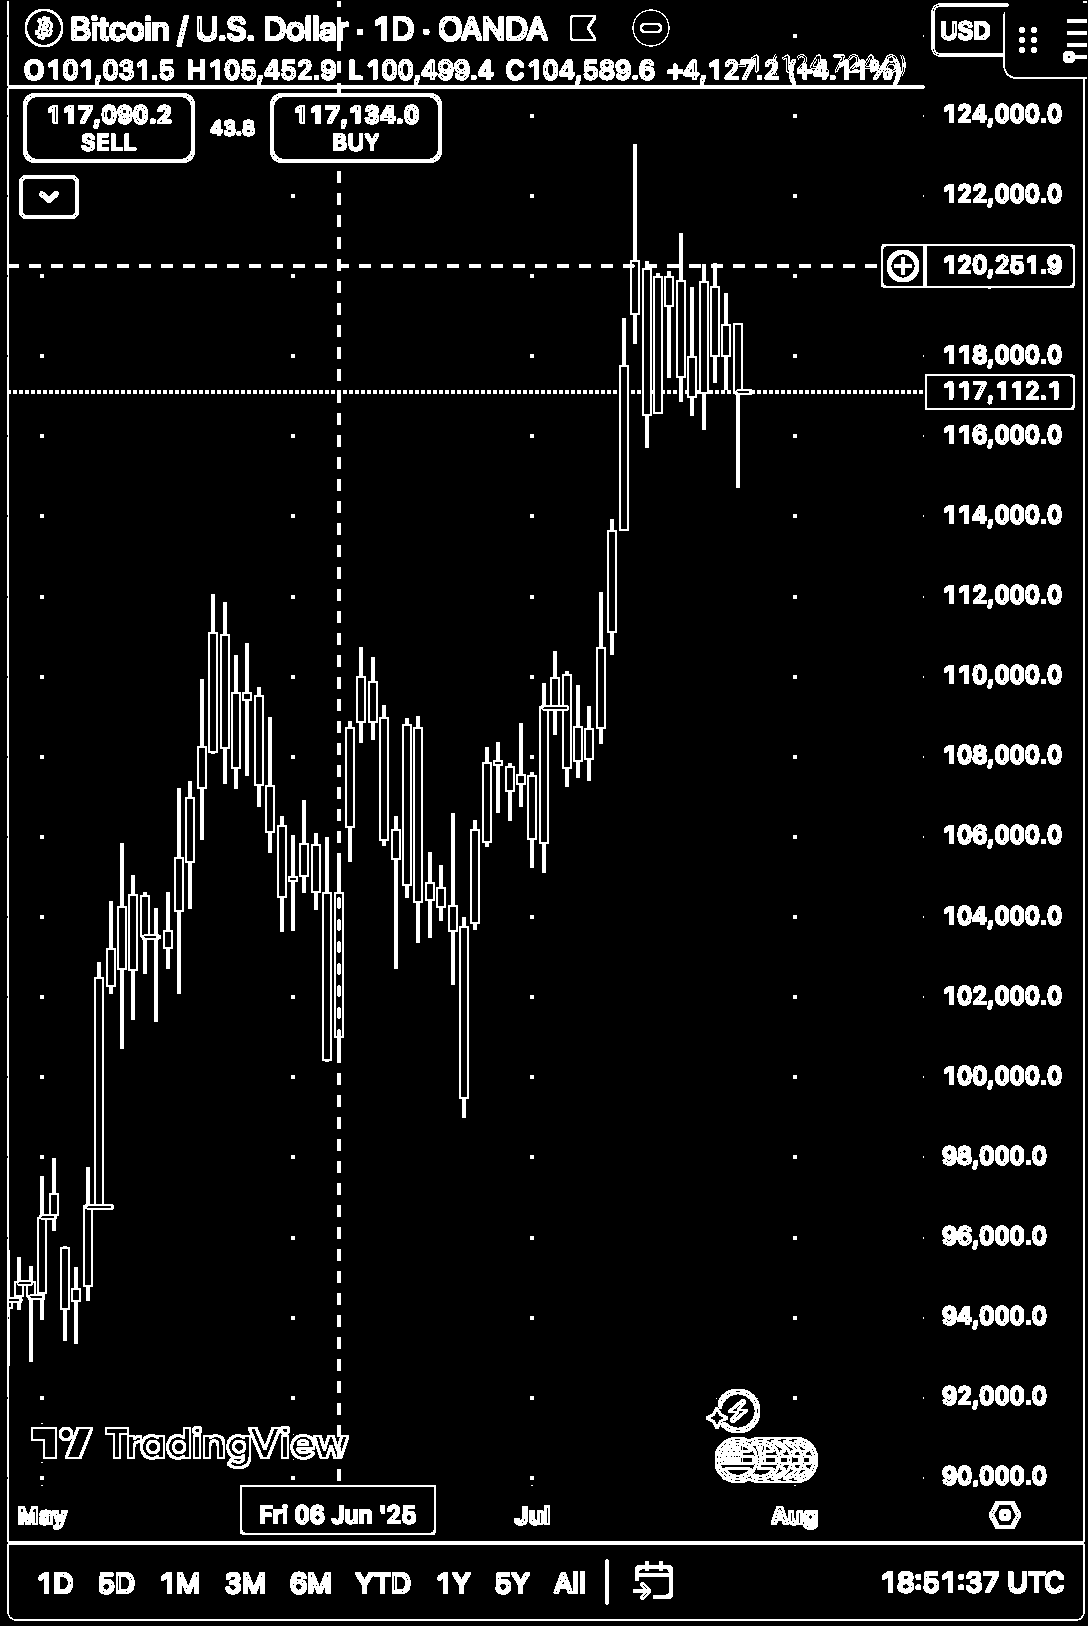 Bitcoin / U.S. Dollar · 1D · OANDA
USD
O101,031.5 H105,452.9 L100,499.4 C104,589.6 +4,127.2 (+4.11%)
117,090.2
SELL
43.8
117,134.0
BUY
124,000.0
122,000.0
120,251.9
118,000.0
117,112.1
116,000.0
114,000.0
112,000.0
110,000.0
108,000.0
106,000.0
104,000.0
102,000.0
100,000.0
98,000.0
96,000.0
94,000.0
92,000.0
90,000.0
TradingView
May
Fri 06 Jun '25
Jul
Aug
1D 5D 1M 3M 6M YTD 1Y 5Y All
18:51:37 UTC